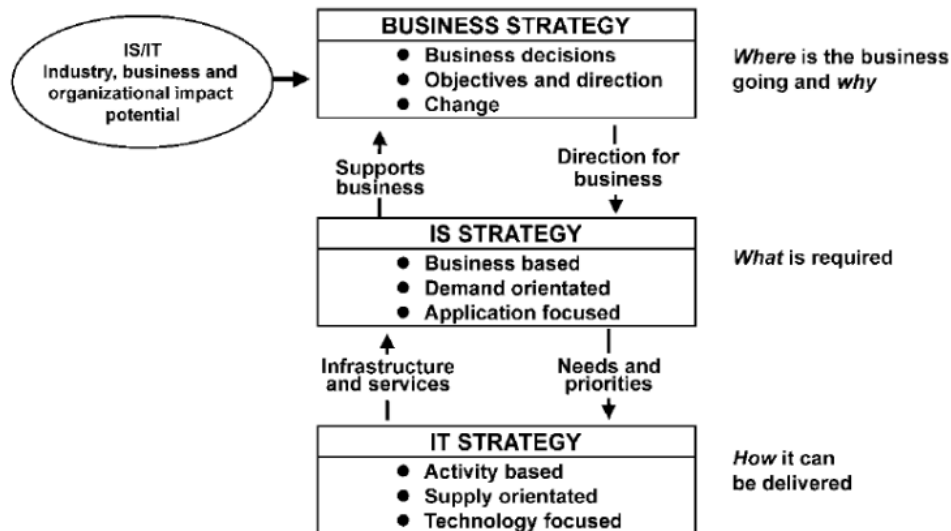 IS/IT
Industry, business and
organizational impact
potential
BUSINESS STRATEGY
● Business decisions
● Objectives and direction
● Change
Where is the business
going and why
Supports
business
Direction for
business
IS STRATEGY
● Business based
● Demand orientated
● Application focused
What is required
Infrastructure
and services
Needs and
priorities
IT STRATEGY
● Activity based
● Supply orientated
● Technology focused
How it can
be delivered